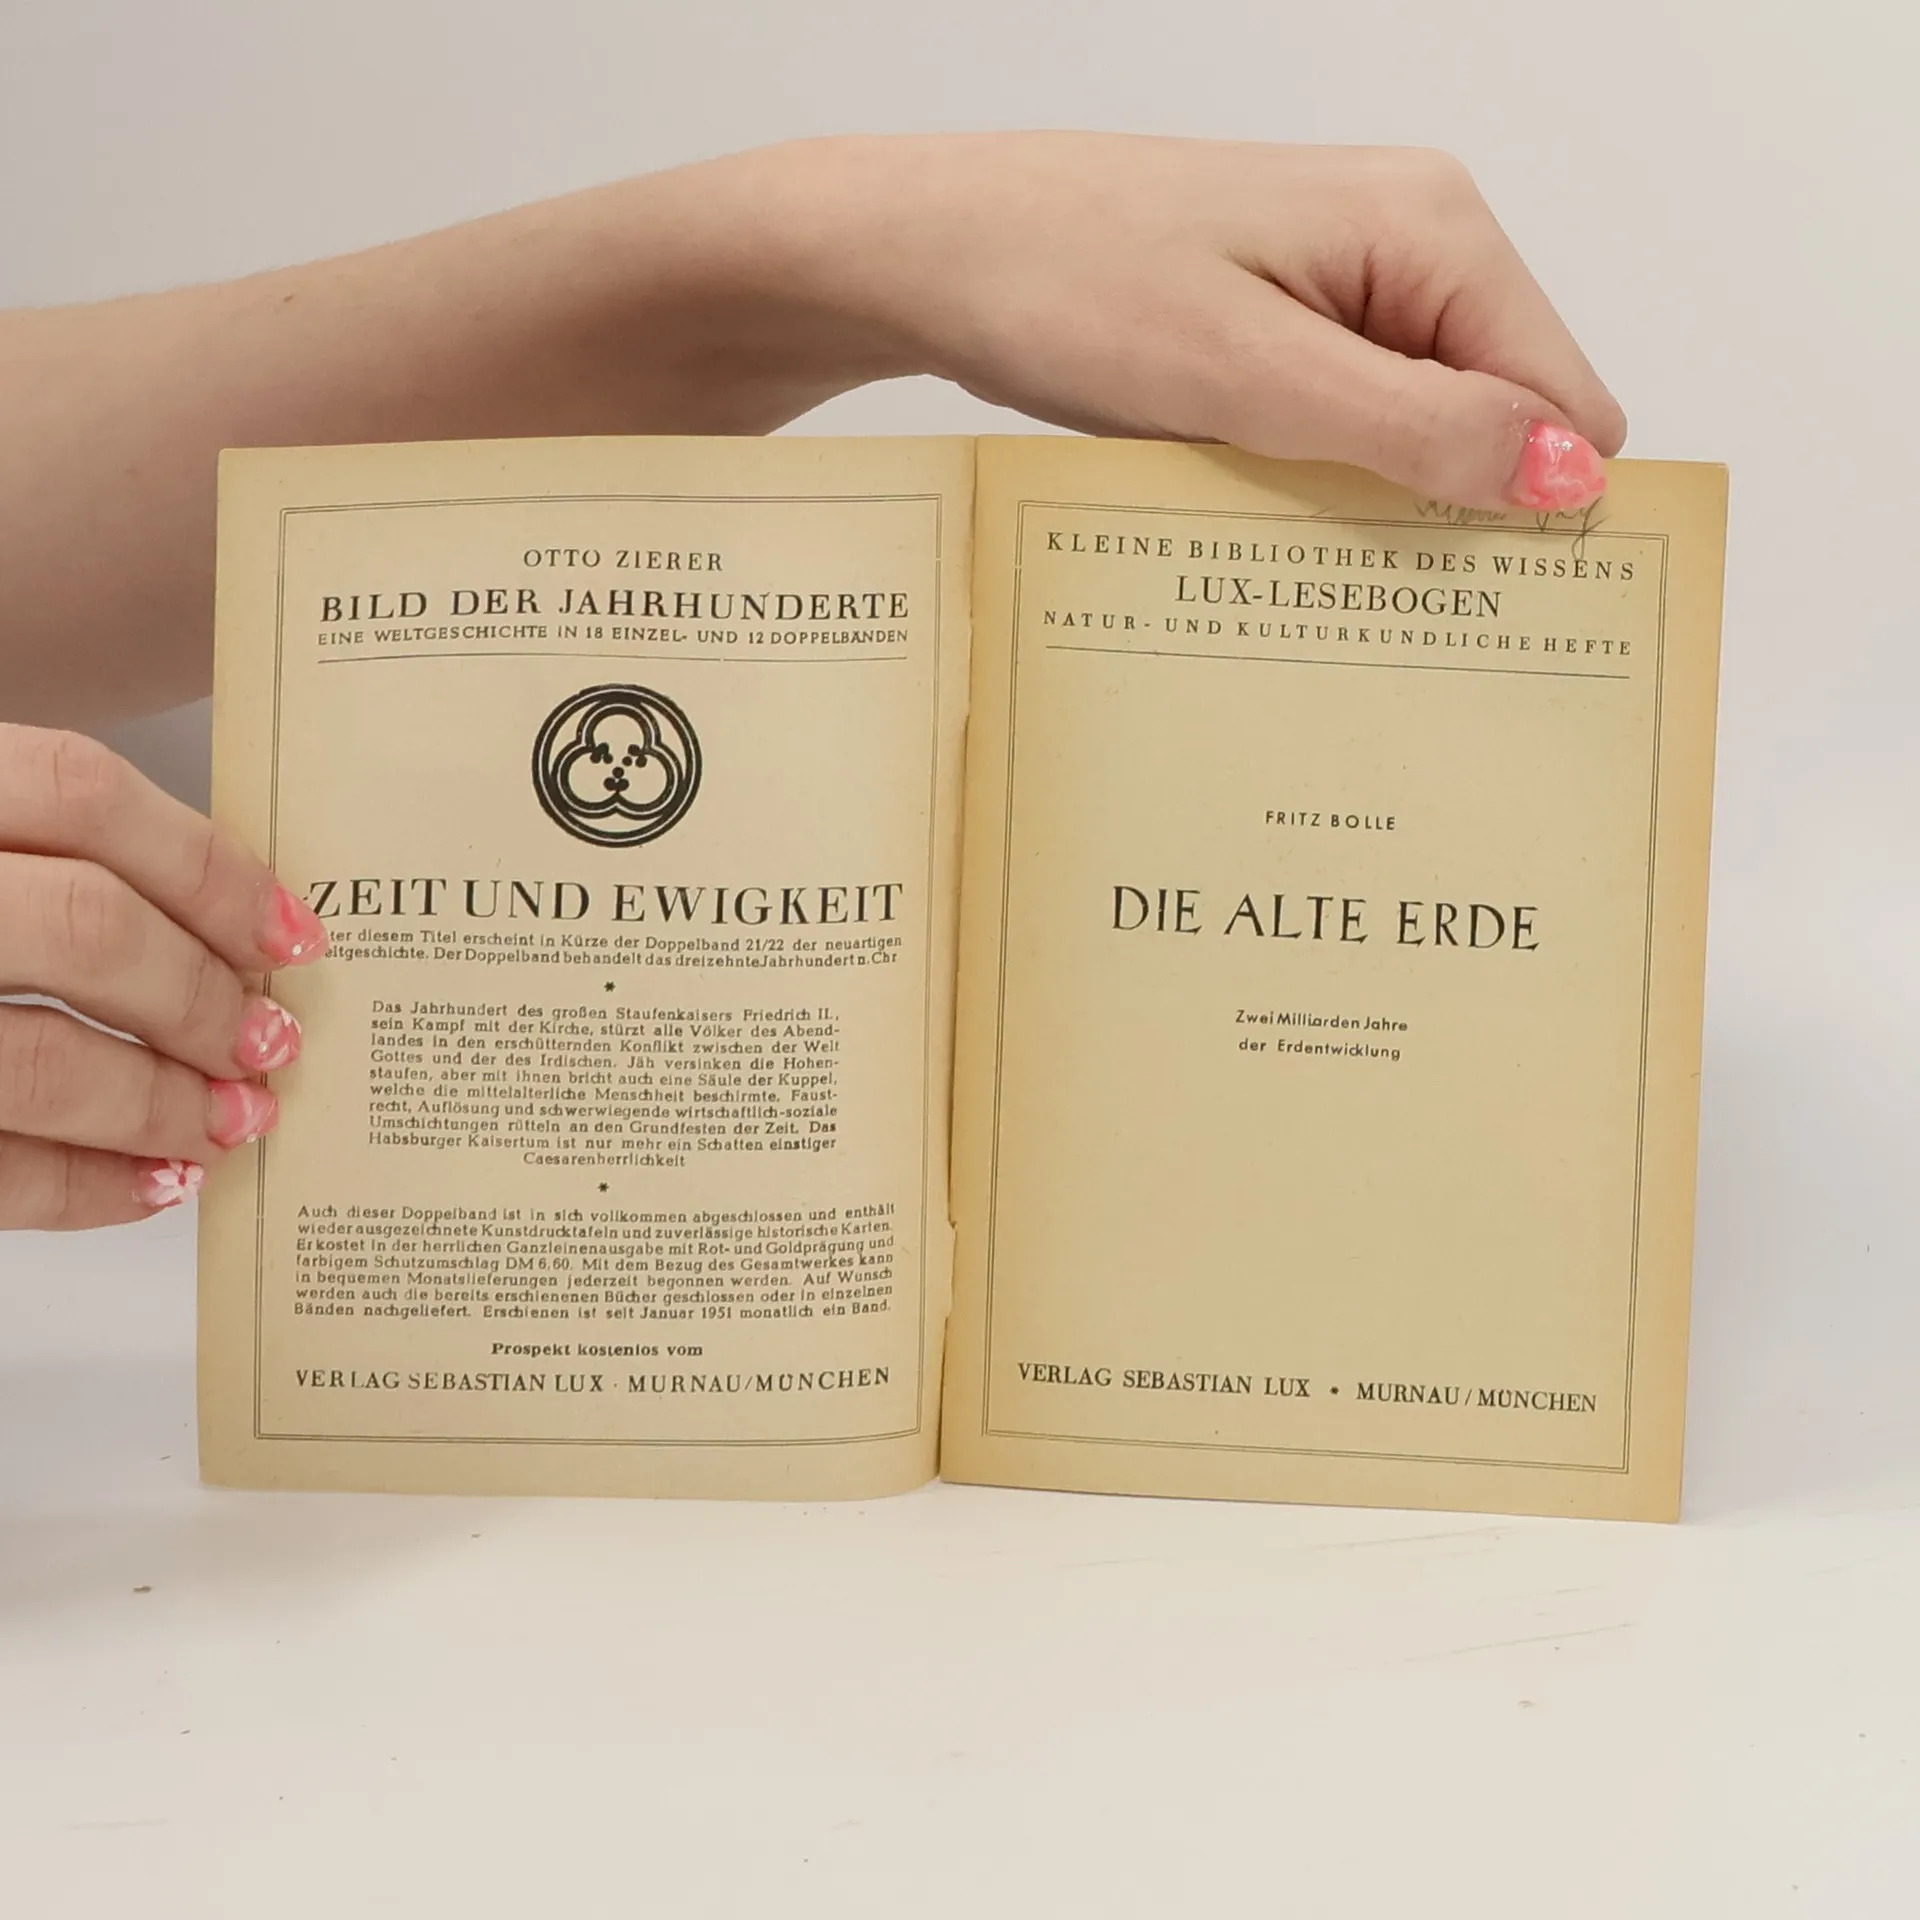 OTTO ZIERER
BILD DER JAHRHUNDERTE
EINE WELTGESCHICHTE IN 18 EINZEL- UND 12 DOPPELBÄNDEN
ZEIT UND EWIGKEIT
diesem Titel erscheint in Kürze der Doppelband 21/22 der neuartigen
Der Doppelband behandelt das dreizehnte Jahrhundert n. Chr
*
Das Jahrhundert des großen Staufenkaisers Friedrich II.,
sein Kampf mit der Kirche, stürzt alle Völker des Abend-
landes in den erschütternden Konflikt zwischen der Welt
Gottes und der des Irdischen. Jäh versinken die Hohen-
staufen, aber mit ihnen bricht auch eine Säule der Kuppel,
welche die mittelalterliche Menschheit beschirmte. Faust-
recht, Auflösung und schwerwiegende wirtschaftlich-soziale
Umschichtungen rütteln an den Grundfesten der Zeit. Das
Habsburger Kaisertum ist nur mehr ein Schatten einstiger
Caesarenherrlichkeit
*
Auch dieser Doppelband ist in sich vollkommen abgeschlossen und enthält
wieder ausgezeichnete Kunstdrucktafeln und zuverlässige historische Karten.
Er kostet in der herrlichen Ganzleinenausgabe mit Rot- und Goldprägung und
farbigem Schutzumschlag DM 6,60. Mit dem Bezug des Gesamtwerkes kann
in bequemen Monatslieferungen jederzeit begonnen werden. Auf Wunsch
werden auch die bereits erschienenen Bücher geschlossen oder in einzelnen
Bänden nachgeliefert. Erschienen ist seit Januar 1951 monatlich ein Band.
Prospekt kostenlos vom
VERLAG SEBASTIAN LUX · MURNAU/MÜNCHEN
KLEINE BIBLIOTHEK DES WISSENS
LUX-LESEBOGEN
NATUR- UND KULTURKUNDLICHE HEFTE
FRITZ BOLLE
DIE ALTE ERDE
Zwei Milliarden Jahre
der Erdentwicklung
VERLAG SEBASTIAN LUX • MURNAU / MÜNCHEN